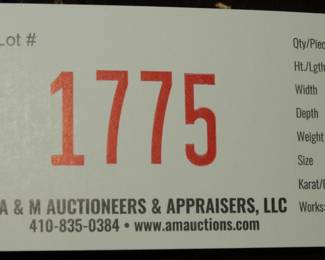 Lot #
1775
A & M AUCTIONEERS & APPRAISERS, LLC
410-835-0384 • www.amauctions.com
Qty/Piec
Ht./Lgth
Width
Depth
Weight
Size
Karat/
Works: